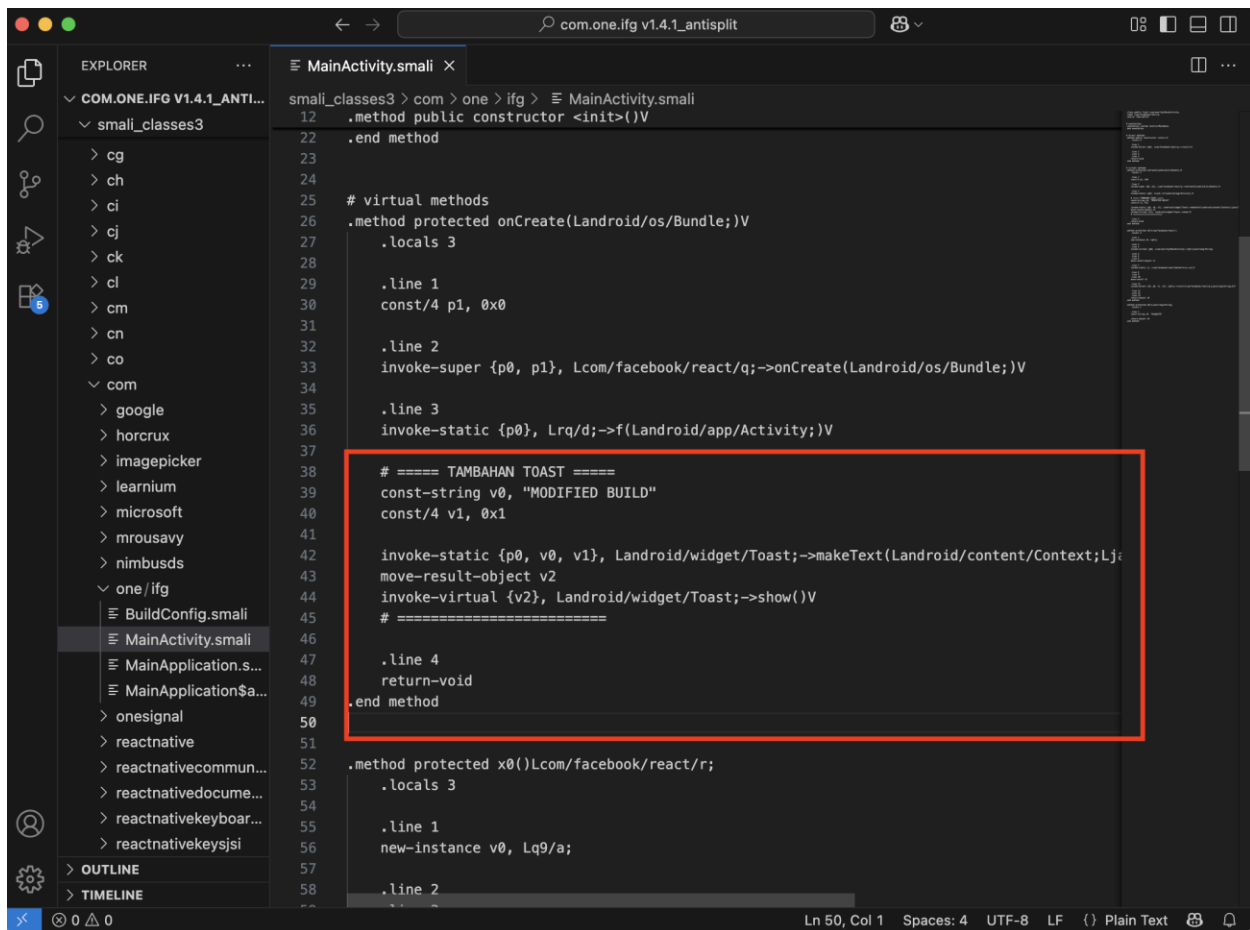 com.one.ifg v1.4.1_antisplit
EXPLORER
COM.ONE.IFG V1.4.1_ANTI...
smali_classes3
cg
ch
ci
cj
ck
cl
cm
cn
co
com
google
horcrux
imagepicker
learnium
microsoft
mrousavy
nimbusds
one/ifg
BuildConfig.smali
MainActivity.smali
MainApplication.s...
MainApplication$a...
onesignal
reactnative
reactnativecommun...
reactnativedocume...
reactnativekeyboar...
reactnativekeysjsi
OUTLINE
TIMELINE
5
MainActivity.smali
smali_classes3 > com > one > ifg > MainActivity.smali
12 .method public constructor <init>()V
22 .end method
23
24
25 # virtual methods
26 .method protected onCreate(Landroid/os/Bundle;)V
27 .locals 3
28
29 .line 1
30 const/4 p1, 0x0
31
32 .line 2
33 invoke-super {p0, p1}, Lcom/facebook/react/q;->onCreate(Landroid/os/Bundle;)V
34
35 .line 3
36 invoke-static {p0}, Lrq/d;->f(Landroid/app/Activity;)V
37
38 # ===== TAMBAHAN TOAST =====
39 const-string v0, "MODIFIED BUILD"
40 const/4 v1, 0x1
41
42 invoke-static {p0, v0, v1}, Landroid/widget/Toast;->makeText(Landroid/content/Context;Lja
43 move-result-object v2
44 invoke-virtual {v2}, Landroid/widget/Toast;->show()V
45 # =========================
46
47 .line 4
48 return-void
49 .end method
50
51
52 .method protected x0()Lcom/facebook/react/r;
53 .locals 3
54
55 .line 1
56 new-instance v0, Lq9/a;
57
58 .line 2
0 0
Ln 50, Col 1 Spaces: 4 UTF-8 LF {} Plain Text